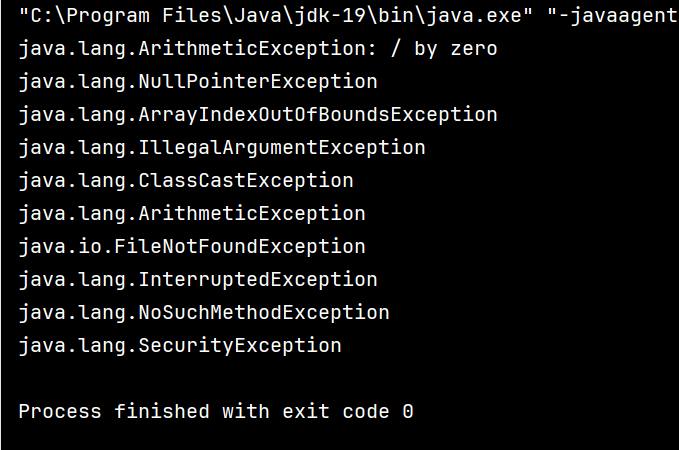 "C:\Program Files\Java\jdk-19\bin\java.exe" "-javaagent
java.lang.ArithmeticException: / by zero
java.lang.NullPointerException
java.lang.ArrayIndexOutOfBoundsException
java.lang.IllegalArgumentException
java.lang.ClassCastException
java.lang.ArithmeticException
java.io.FileNotFoundException
java.lang.InterruptedException
java.lang.NoSuchMethodException
java.lang.SecurityException
Process finished with exit code 0